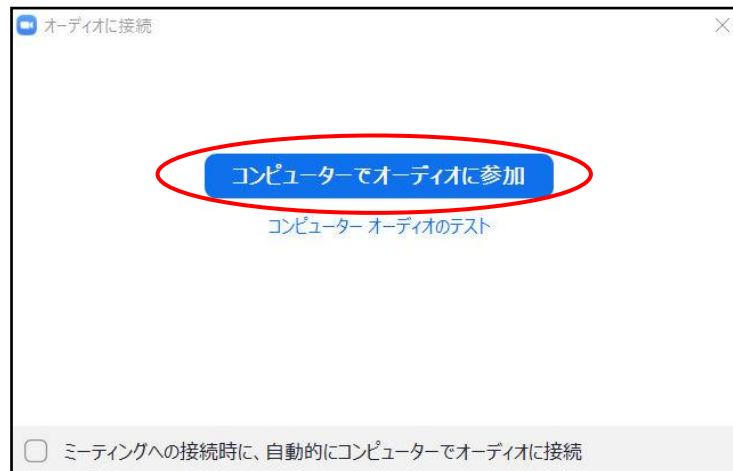 オーディオに接続
コンピューターでオーディオに参加
コンピューター オーディオのテスト
ミーティングへの接続時に、自動的にコンピューターでオーディオに接続